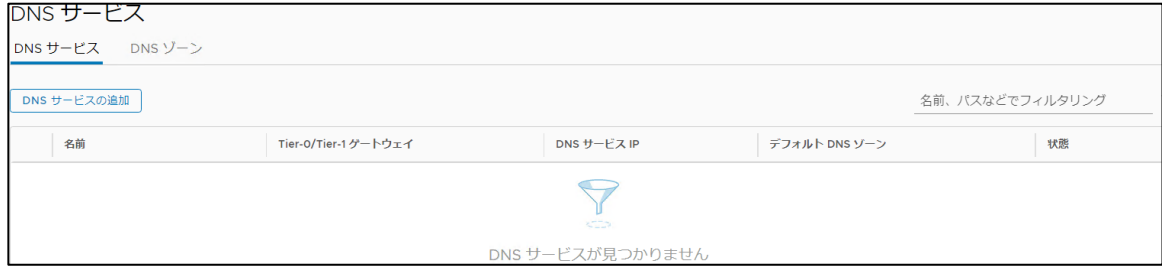 DNS サービス
DNS サービス DNS ゾーン
DNS サービスの追加 名前、パスなどでフィルタリング
名前 Tier-0/Tier-1 ゲートウェイ DNS サービス IP デフォルト DNS ゾーン 状態
DNS サービスが見つかりません